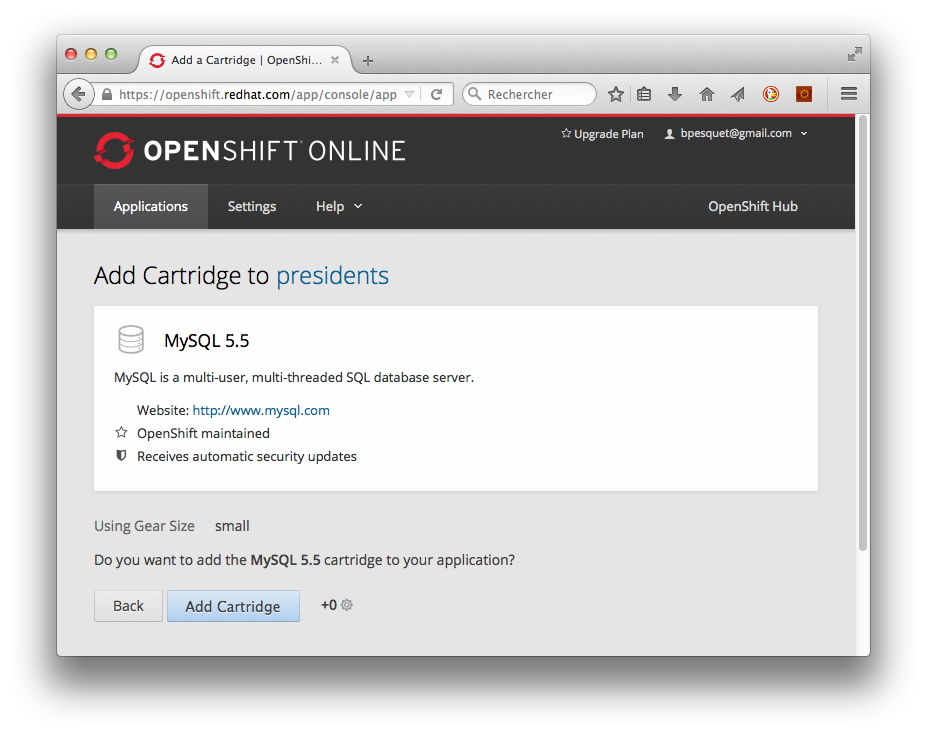 Add a Cartridge | OpenShi...
https://openshift.redhat.com/app/console/app
Rechercher
Upgrade Plan
bpesquet@gmail.com
OPENSHIFT ONLINE
Applications
Settings
Help
OpenShift Hub
Add Cartridge to presidents
MySQL 5.5
MySQL is a multi-user, multi-threaded SQL database server.
Website: http://www.mysql.com
OpenShift maintained
Receives automatic security updates
Using Gear Size small
Do you want to add the MySQL 5.5 cartridge to your application?
Back
Add Cartridge
+0